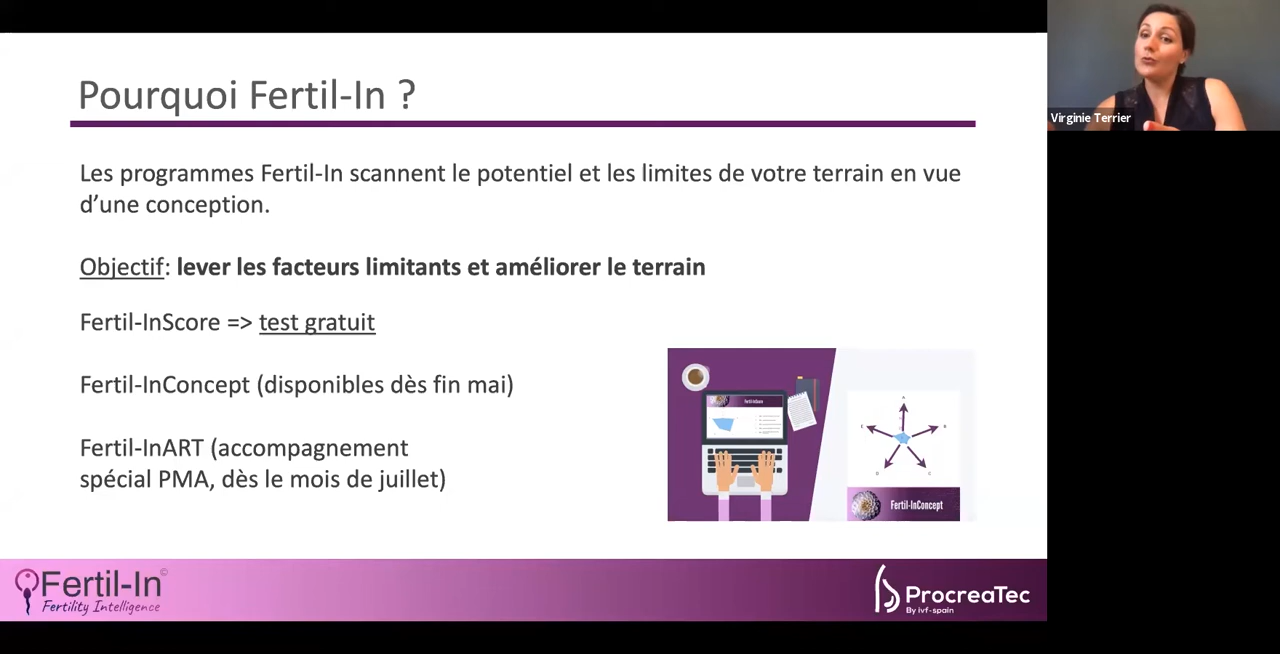 Pourquoi Fertil-In ?
Virginie Terrier
Les programmes Fertil-In scannent le potentiel et les limites de votre terrain en vue
d’une conception.
Objectif: lever les facteurs limitants et améliorer le terrain
Fertil-InScore => test gratuit
Fertil-InConcept (disponibles dès fin mai)
Fertil-InART (accompagnement
spécial PMA, dès le mois de juillet)
Fertil-InScore
A
B
C
D
E
Fertil-InConcept
Fertil-In©
Fertility Intelligence
ProcreaTec
By ivf-spain